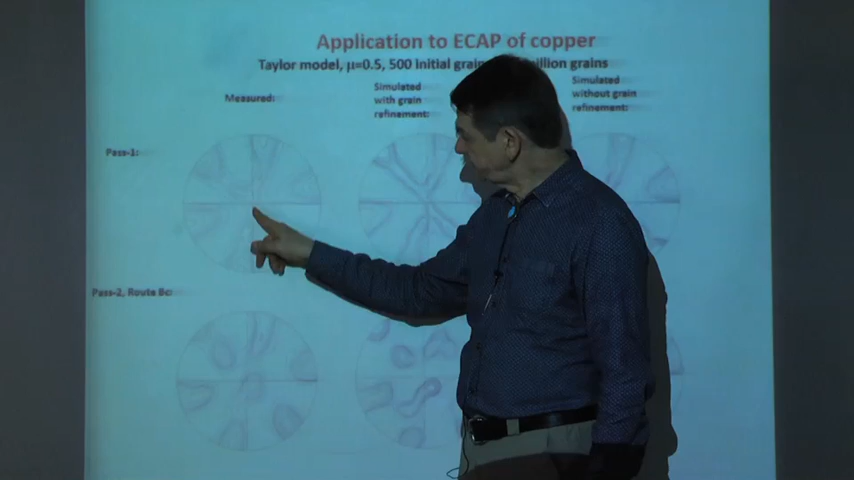 Application to ECAP of copper
Taylor model, μ=0.5, 500 initial grain illion grains
Measured:
Simulated
with grain
refinement:
Simulated
without grain
refinement:
Pass-1:
Pass-2, Route Bc: